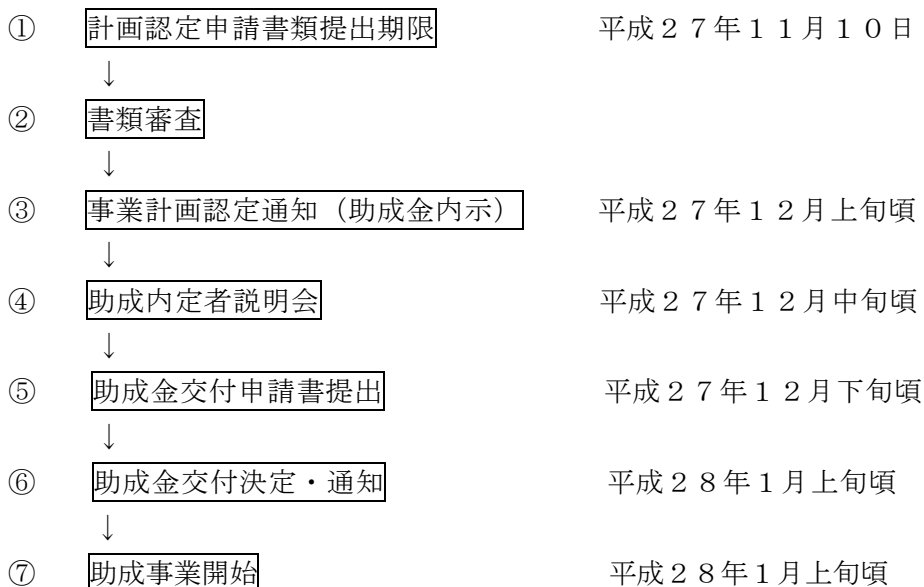 ① 計画認定申請書類提出期限 平成27年11月10日
↓
② 書類審査
↓
③ 事業計画認定通知（助成金内示） 平成27年12月上旬頃
↓
④ 助成内定者説明会 平成27年12月中旬頃
↓
⑤ 助成金交付申請書提出 平成27年12月下旬頃
↓
⑥ 助成金交付決定・通知 平成28年1月上旬頃
↓
⑦ 助成事業開始 平成28年1月上旬頃